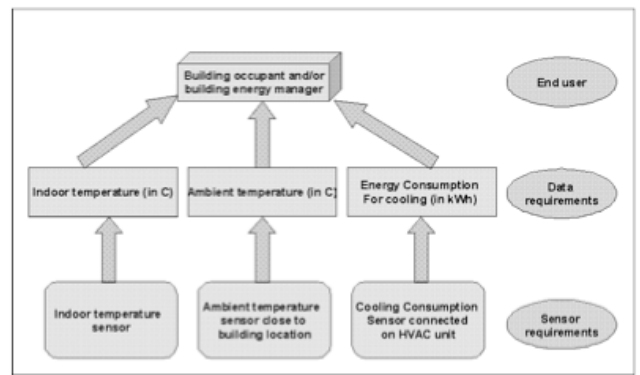 Building occupant and/or
building energy manager
End user
Indoor temperature (in C)
Ambient temperature (in C)
Energy Consumption
For cooling (in kWh)
Data
requirements
Indoor temperature
sensor
Ambient temperature
sensor close to
building location
Cooling Consumption
Sensor connected
on HVAC unit
Sensor
requirements